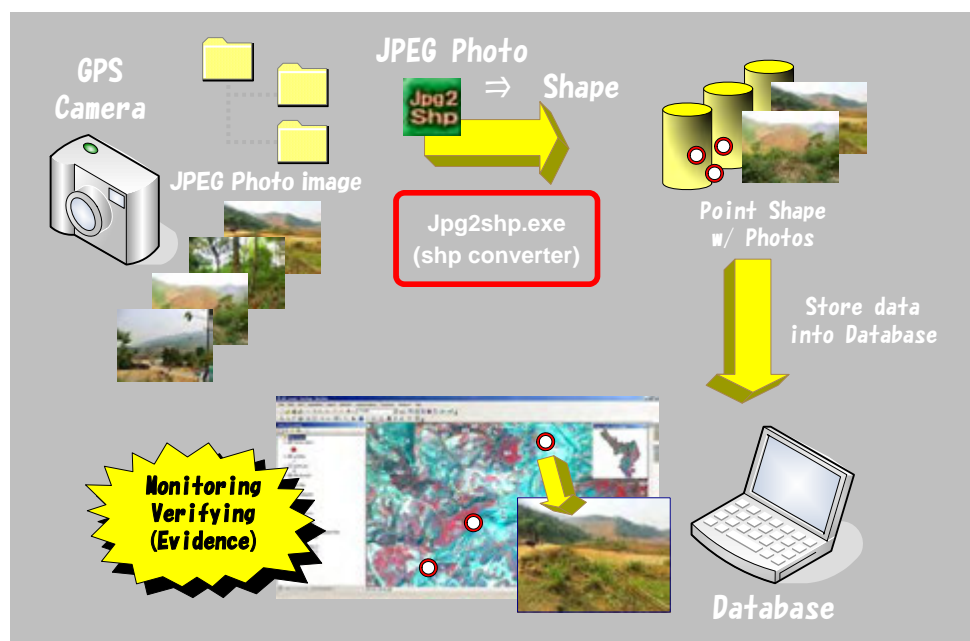 GPS
Camera
JPEG Photo image
JPEG Photo
⇒ Shape
Jpg2
Shp
Jpg2shp.exe
(shp converter)
Point Shape
w/ Photos
Store data
into Database
Monitoring
Verifying
(Evidence)
Database